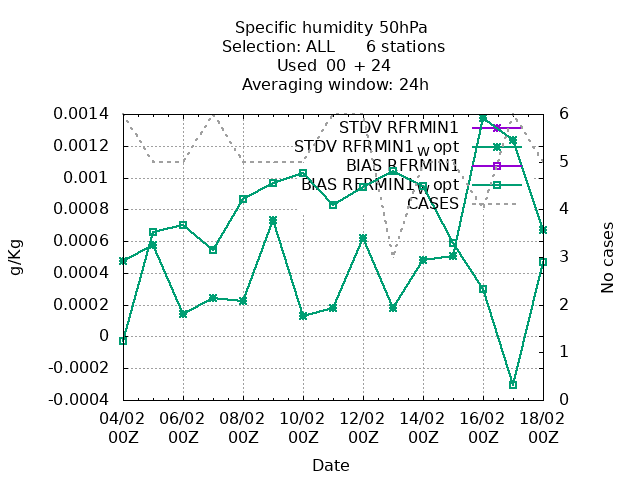 Specific humidity 50hPa
Selection: ALL 6 stations
Used 00 + 24
Averaging window: 24h
0.0014
0.0012
0.001
0.0008
0.0006
0.0004
0.0002
0
-0.0002
-0.0004
g/Kg
STDV RFRMIN1
STDV RFRMIN1w opt
BIAS RFRMIN1
BIAS RFRMIN1w opt
CASES
6
5
4
3
2
1
0
No cases
04/02 06/02 08/02 10/02 12/02 14/02 16/02 18/02
00Z 00Z 00Z 00Z 00Z 00Z 00Z 00Z
Date